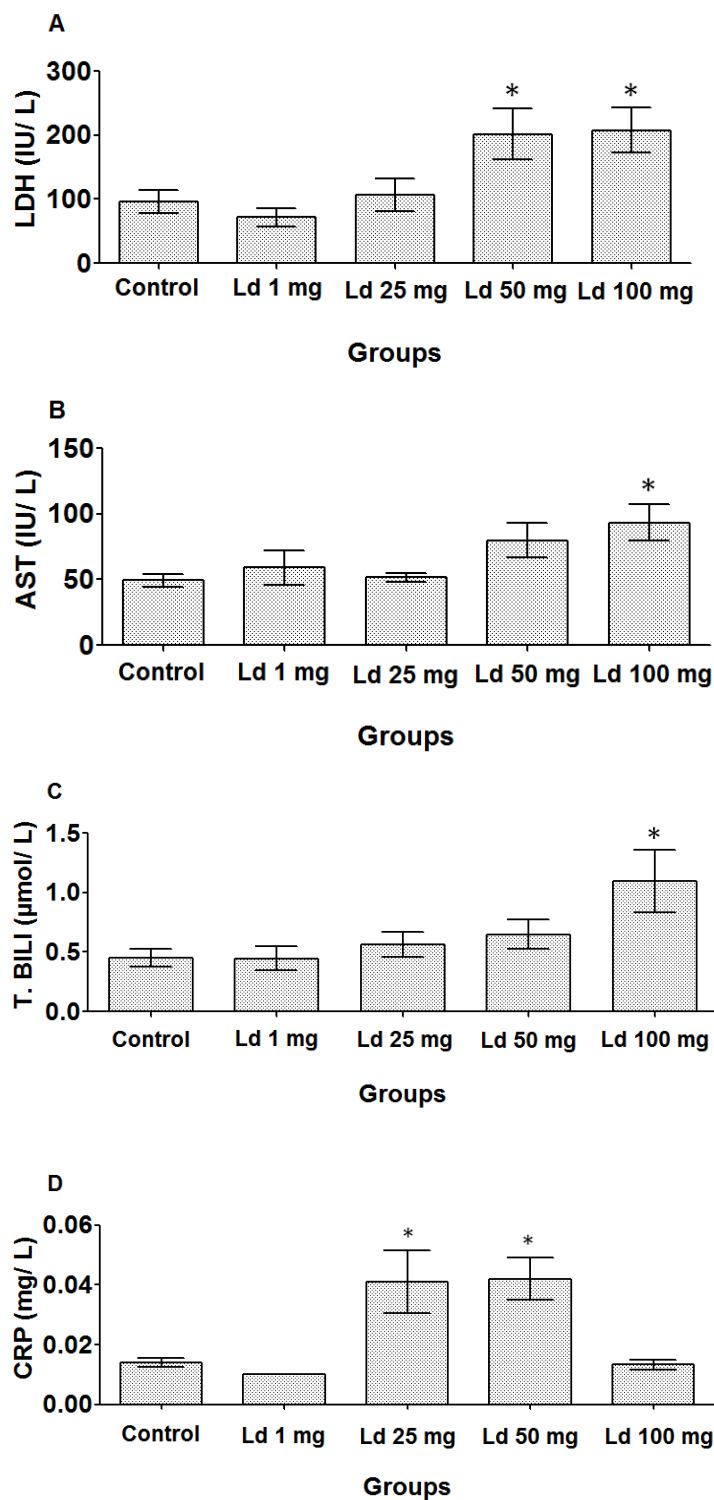 A
LDH (IU/ L)
300
200
100
0
* *
Control Ld 1 mg Ld 25 mg Ld 50 mg Ld 100 mg
Groups
B
AST (IU/ L)
150
100
50
0
*
Control Ld 1 mg Ld 25 mg Ld 50 mg Ld 100 mg
Groups
C
T. BILI (µmol/ L)
1.5
1.0
0.5
0.0
*
Control Ld 1 mg Ld 25 mg Ld 50 mg Ld 100 mg
Groups
D
CRP (mg/ L)
0.06
0.04
0.02
0.00
* *
Control Ld 1 mg Ld 25 mg Ld 50 mg Ld 100 mg
Groups